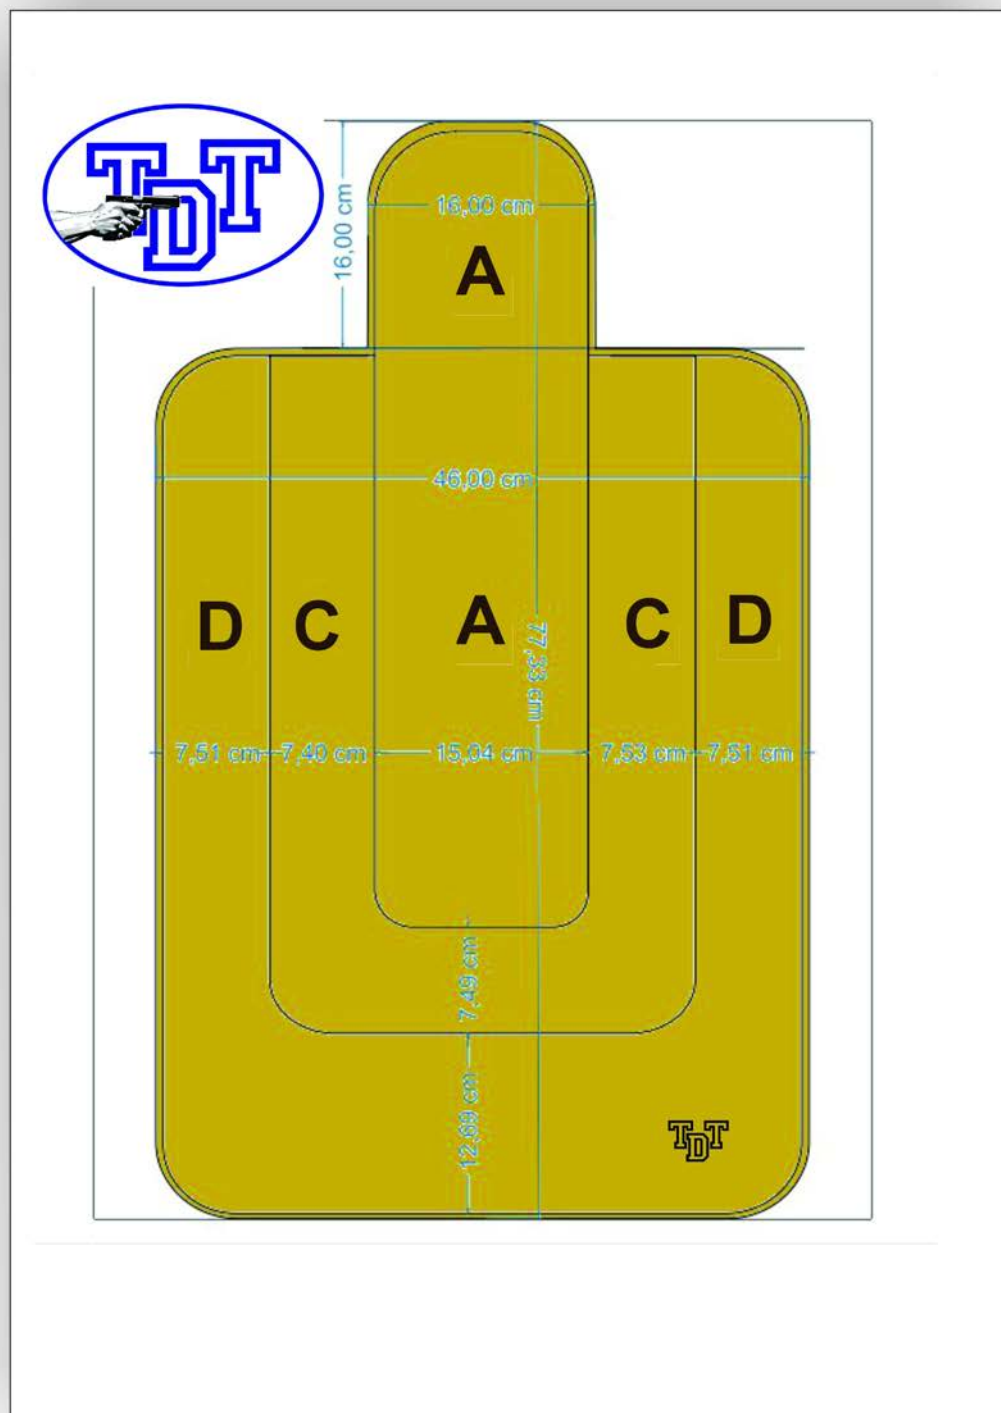 TDT
16,00 cm
16,00 cm
A
46,00 cm
D C A C D
77,33 cm
7,51 cm 7,40 cm 15,04 cm 7,53 cm 7,51 cm
7,49 cm
12,69 cm
TDT